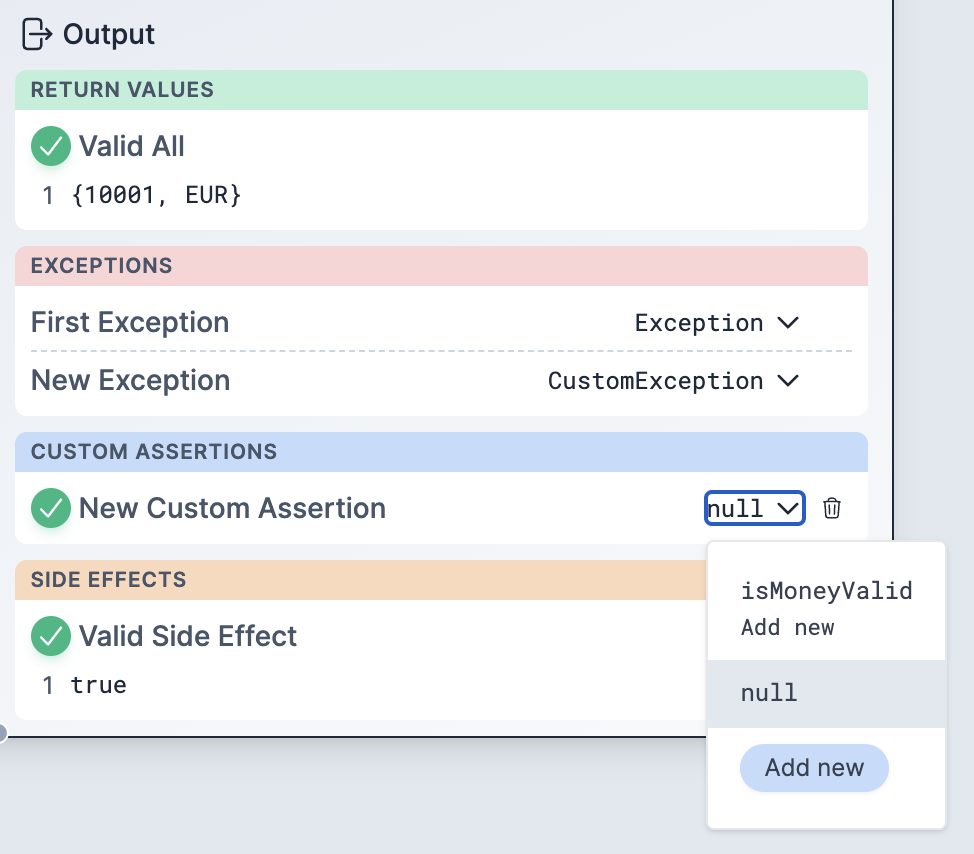 Output
RETURN VALUES
Valid All
1 {10001, EUR}
EXCEPTIONS
First Exception Exception
New Exception CustomException
CUSTOM ASSERTIONS
New Custom Assertion null
SIDE EFFECTS
Valid Side Effect
1 true
isMoneyValid
Add new
null
Add new